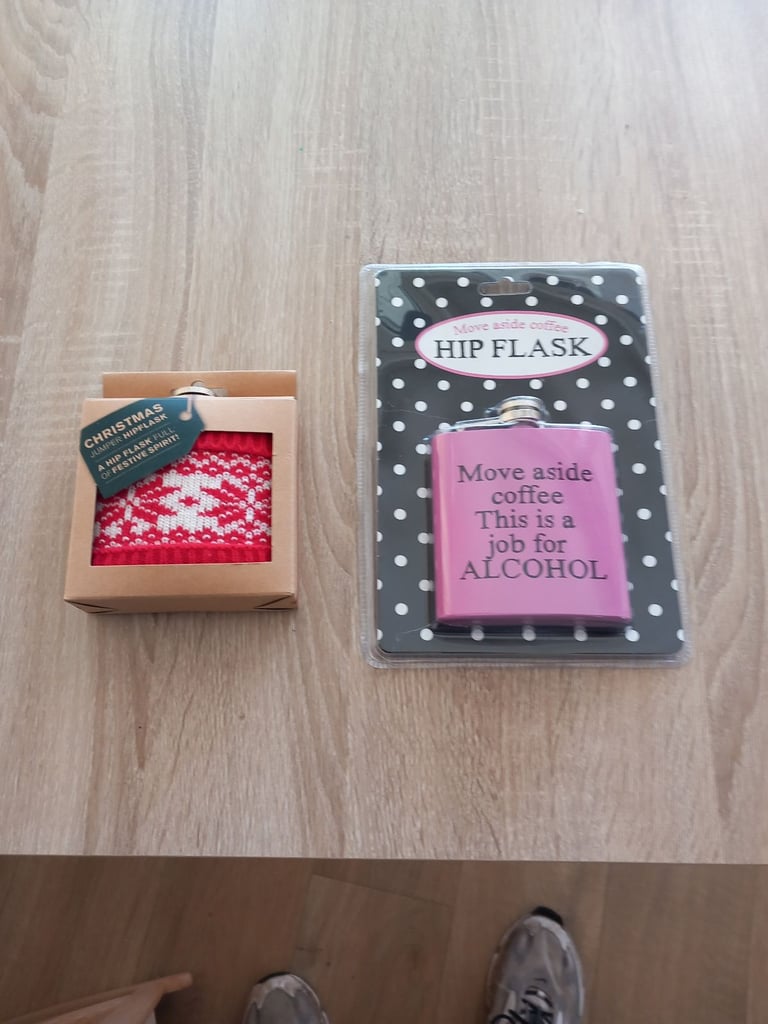 CHRISTMAS
JUMPER HIPFLASK
A HIP FLASK FULL
OF FESTIVE SPIRIT!
Move aside coffee
HIP FLASK
Move aside
coffee
This is a
job for
ALCOHOL